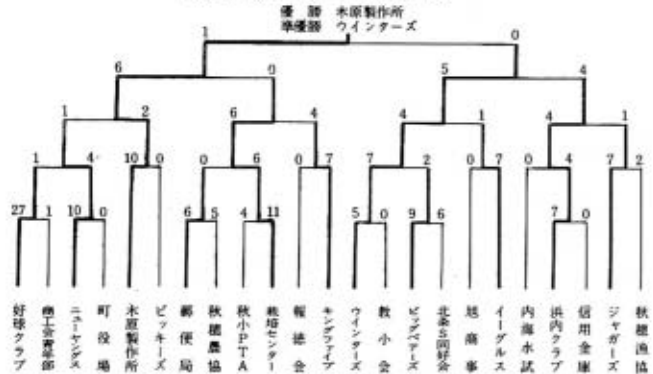 優勝 木原製作所
準優勝 ウインターズ
1 0
6 0 5 4
1 2 6 4 4 1 4 1
1 4 10 0 0 6 0 7 7 2 0 7 0 4 7 2
27 1 10 0 6 5 4 11 5 0 9 6 7 0
好球クラブ
商工会青年部
ニューヤングス
町役場
木原製作所
ビッキーズ
郵便局
秋穂農協
秋小PTA
栽培センター
報徳会
キングファイブ
ウインターズ
教小会
ビッグベアーズ
北条S同好会
旭商事
イーグルス
内海水試
浜内クラブ
信用金庫
ジャガーズ
秋穂漁協